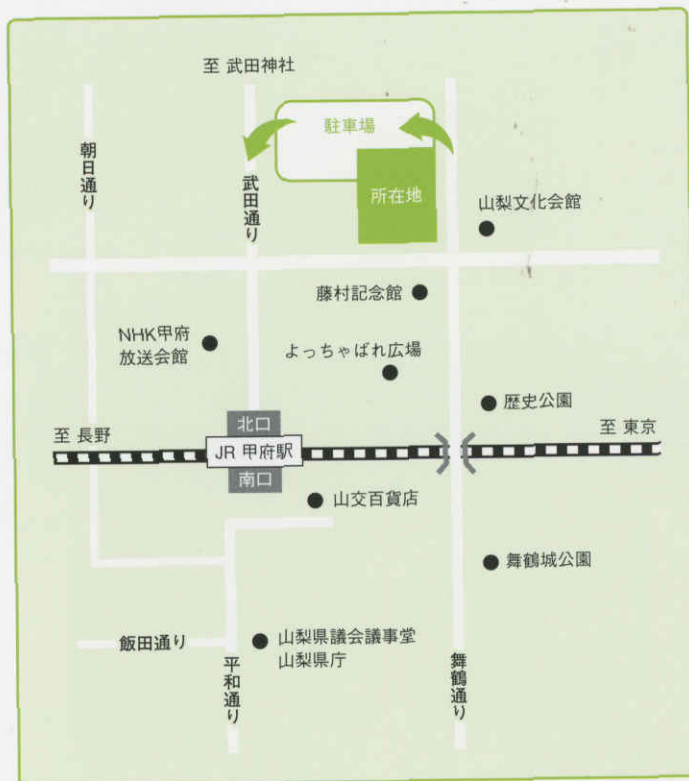 至 武田神社
駐車場
朝日通り
武田通り
所在地
山梨文化会館
藤村記念館
NHK甲府
放送会館
よっちゃばれ広場
歴史公園
北口
至 長野
JR 甲府駅
至 東京
南口
山交百貨店
舞鶴城公園
飯田通り
山梨県議会議事堂
山梨県庁
平和通り
舞鶴通り